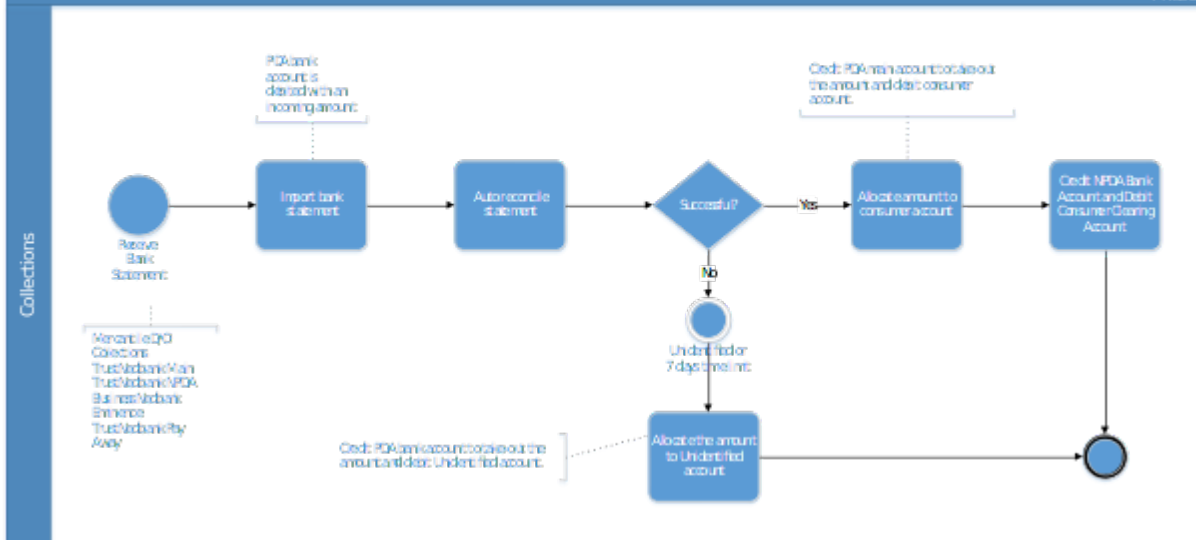 Collections
PDA bank
account is
debited with an
incoming amount
Credit PDA main account to take out
the amount and debit consumer
account.
Import bank
statement
Auto reconcile
statement
Successful?
Yes
Allocate amount to
consumer account
Credit NPDA Bank
Account and Debit
Consumer Clearing
Account
Receive
Bank
Statement
No
Unidentified or
7 days time limit
Collections
Trust Nedbank Main
Trust Nedbank NPDA
Business Nedbank
Eminence
Trust Nedbank Pay
Away
Credit PDA bank account to take out the
amount and debit Unidentified account.
Allocate the amount
to Unidentified
account